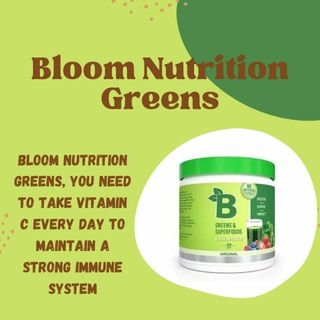 Bloom Nutrition
Greens
BLOOM NUTRITION
GREENS, YOU NEED
TO TAKE VITAMIN
C EVERY DAY TO
MAINTAIN A
STRONG IMMUNE
SYSTEM
B
GREENS &
SUPERFOODS
ORIGINAL